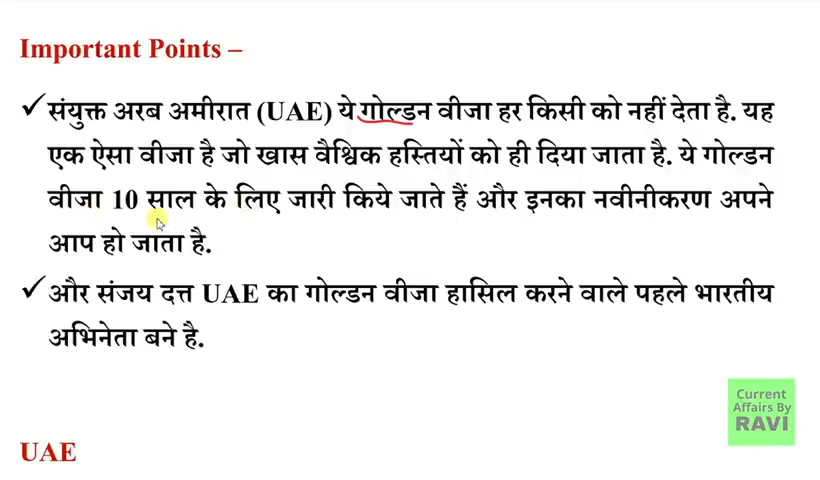 Important Points –
✓ संयुक्त अरब अमीरात (UAE) ये गोल्डन वीजा हर किसी को नहीं देता है. यह
एक ऐसा वीजा है जो खास वैश्विक हस्तियों को ही दिया जाता है. ये गोल्डन
वीजा 10 साल के लिए जारी किये जाते हैं और इनका नवीनीकरण अपने
आप हो जाता है.
✓ और संजय दत्त UAE का गोल्डन वीजा हासिल करने वाले पहले भारतीय
अभिनेता बने है.
Current
Affairs By
RAVI
UAE